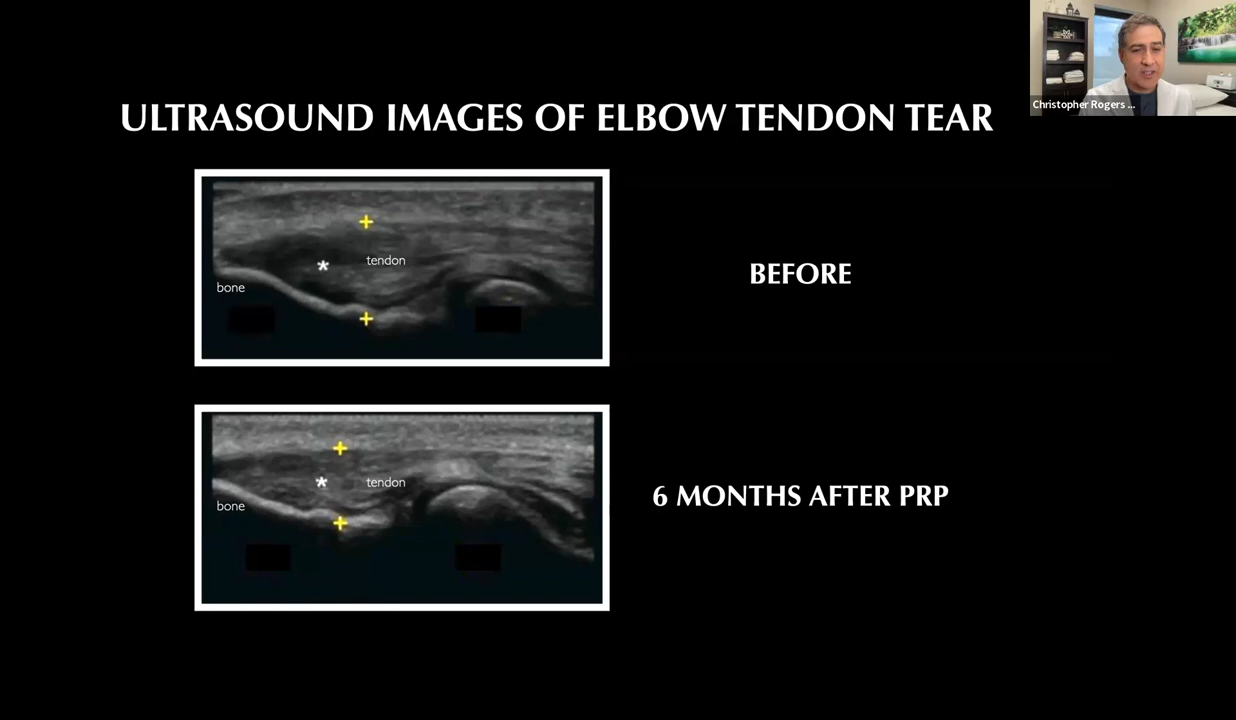 Christopher Rogers ...
ULTRASOUND IMAGES OF ELBOW TENDON TEAR
+
* tendon
bone
+
BEFORE
+
* tendon
bone
+
6 MONTHS AFTER PRP